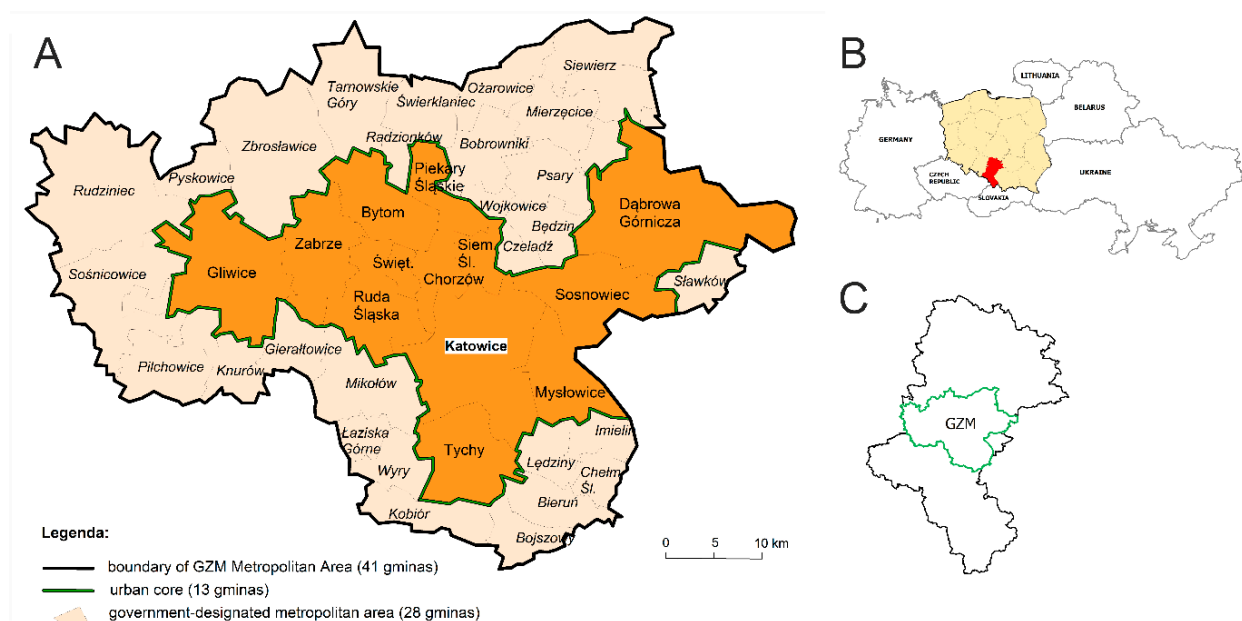 A
Siewierz
Tarnowskie
Góry
Ożarowice
Świerklaniec
Mierzęcice
Radzionków
Bobrowniki
Zbrosławice
Piekary
Śląskie
Pyskowice
Psary
Rudziniec
Wojkowice
Dąbrowa
Górnicza
Bytom
Będzin
Zabrze
Siem.
Śl.
Czeladź
Święt.
Sośnicowice
Gliwice
Chorzów
Sławków
Sosnowiec
Ruda
Śląska
Katowice
Gierałtowice
Pilchowice
Knurów
Mikołów
Mysłowice
Imielin
Łaziska
Górne
Tychy
Lędziny
Wyry
Chełm
Śl.
Bieruń
Kobiór
Bojszowy
Legenda:
0 5 10 km
boundary of GZM Metropolitan Area (41 gminas)
urban core (13 gminas)
government-designated metropolitan area (28 gminas)
B
LITHUANIA
BELARUS
GERMANY
CZECH
REPUBLIC
UKRAINE
SLOVAKIA
C
GZM